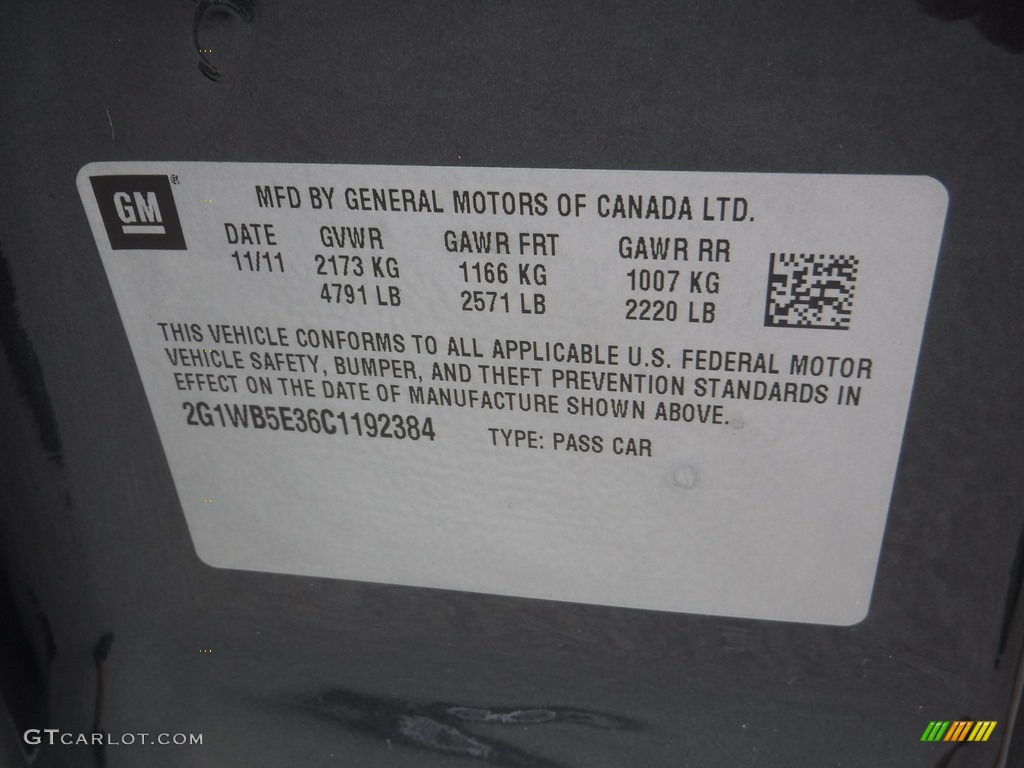 GM®
MFD BY GENERAL MOTORS OF CANADA LTD.
DATE GVWR GAWR FRT GAWR RR
11/11 2173 KG 1166 KG 1007 KG
4791 LB 2571 LB 2220 LB
THIS VEHICLE CONFORMS TO ALL APPLICABLE U.S. FEDERAL MOTOR
VEHICLE SAFETY, BUMPER, AND THEFT PREVENTION STANDARDS IN
EFFECT ON THE DATE OF MANUFACTURE SHOWN ABOVE.
2G1WB5E36C1192384 TYPE: PASS CAR
GTCARLOT.COM